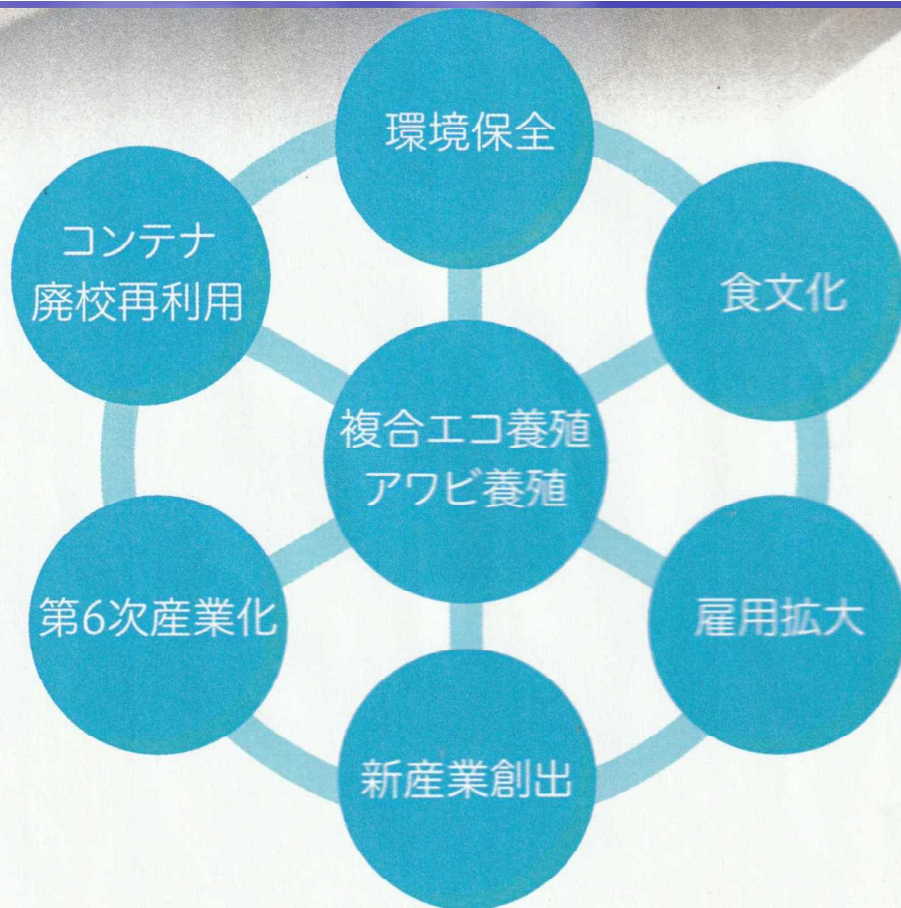 環境保全
コンテナ
廃校再利用
食文化
複合エコ養殖
アワビ養殖
第6次産業化
雇用拡大
新産業創出